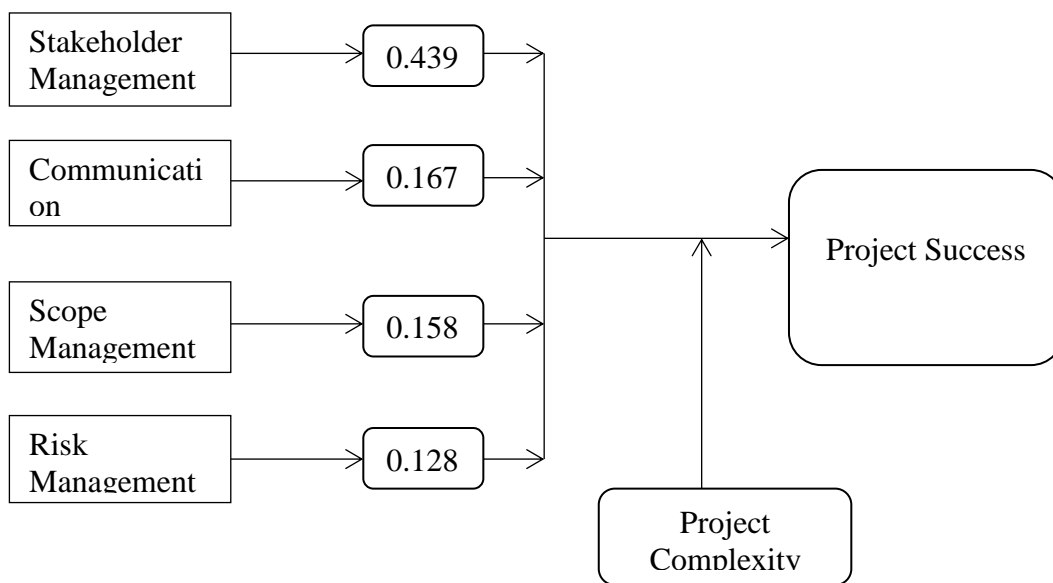 Stakeholder
Management
0.439
Communicati
on
0.167
Project Success
Scope
Management
0.158
Risk
Management
0.128
Project
Complexity